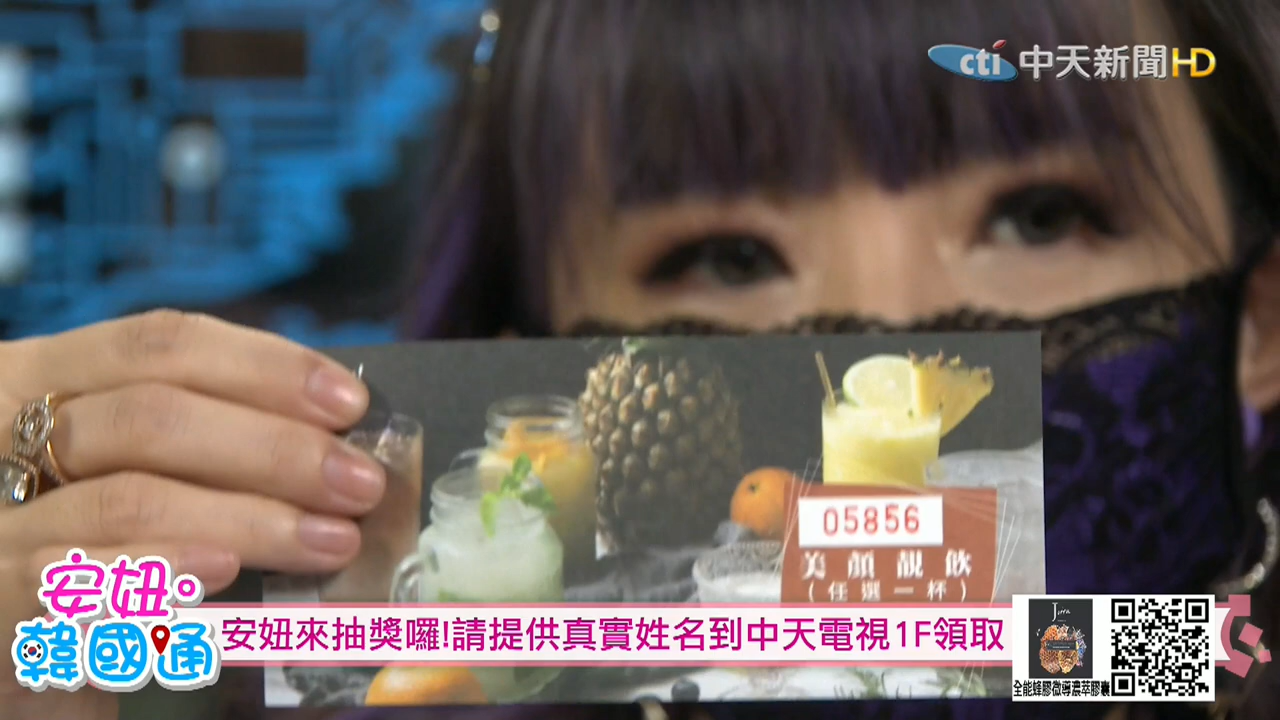 cti 中天新聞HD
05856
美顏靚飲
(任選一杯)
安妞。
韓國通
安妞來抽獎囉!請提供真實姓名到中天電視1F領取
全能蜂膠微導濃萃膠囊